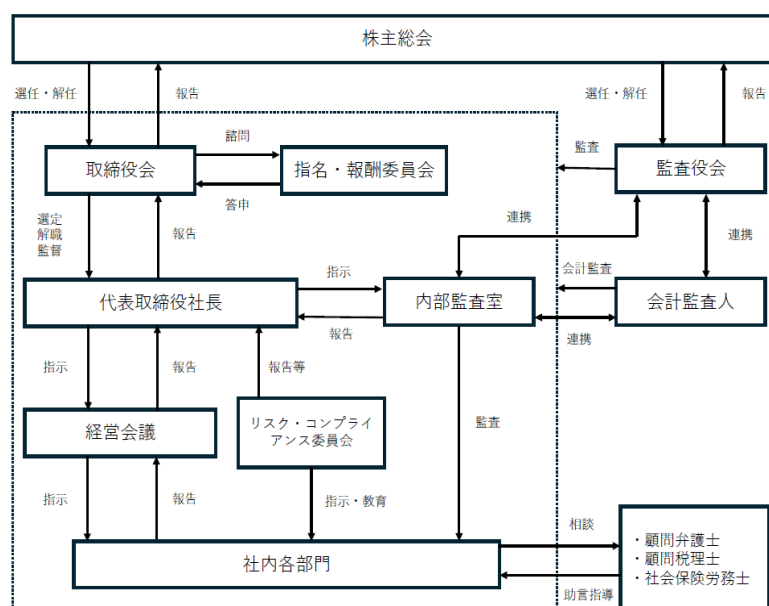 株主総会
選任・解任
報告
選任・解任
報告
諮問
監査
取締役会
指名・報酬委員会
監査役会
答申
選定
解職
監督
報告
連携
連携
指示
会計監査
代表取締役社長
内部監査室
会計監査人
報告
連携
指示
報告
報告等
経営会議
リスク・コンプライ
アンス委員会
監査
指示
報告
指示・教育
相談
社内各部門
・顧問弁護士
・顧問税理士
・社会保険労務士
助言指導